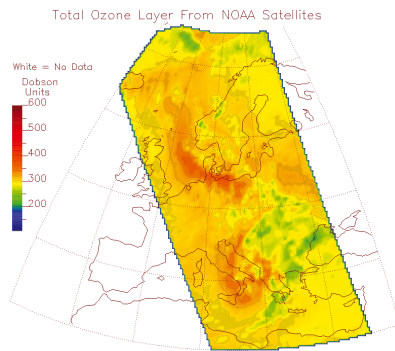 Total Ozone Layer From NOAA Satellites
White = No Data
Dobson
Units
600
500
400
300
200